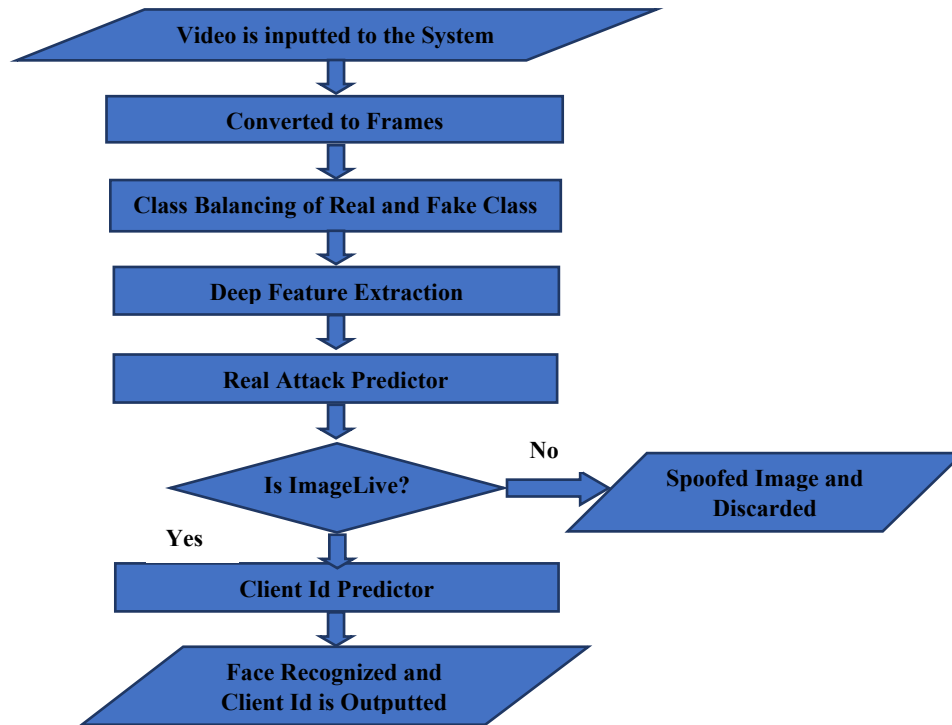 Video is inputted to the System
Converted to Frames
Class Balancing of Real and Fake Class
Deep Feature Extraction
Real Attack Predictor
Is ImageLive?
No
Spoofed Image and
Discarded
Yes
Client Id Predictor
Face Recognized and
Client Id is Outputted